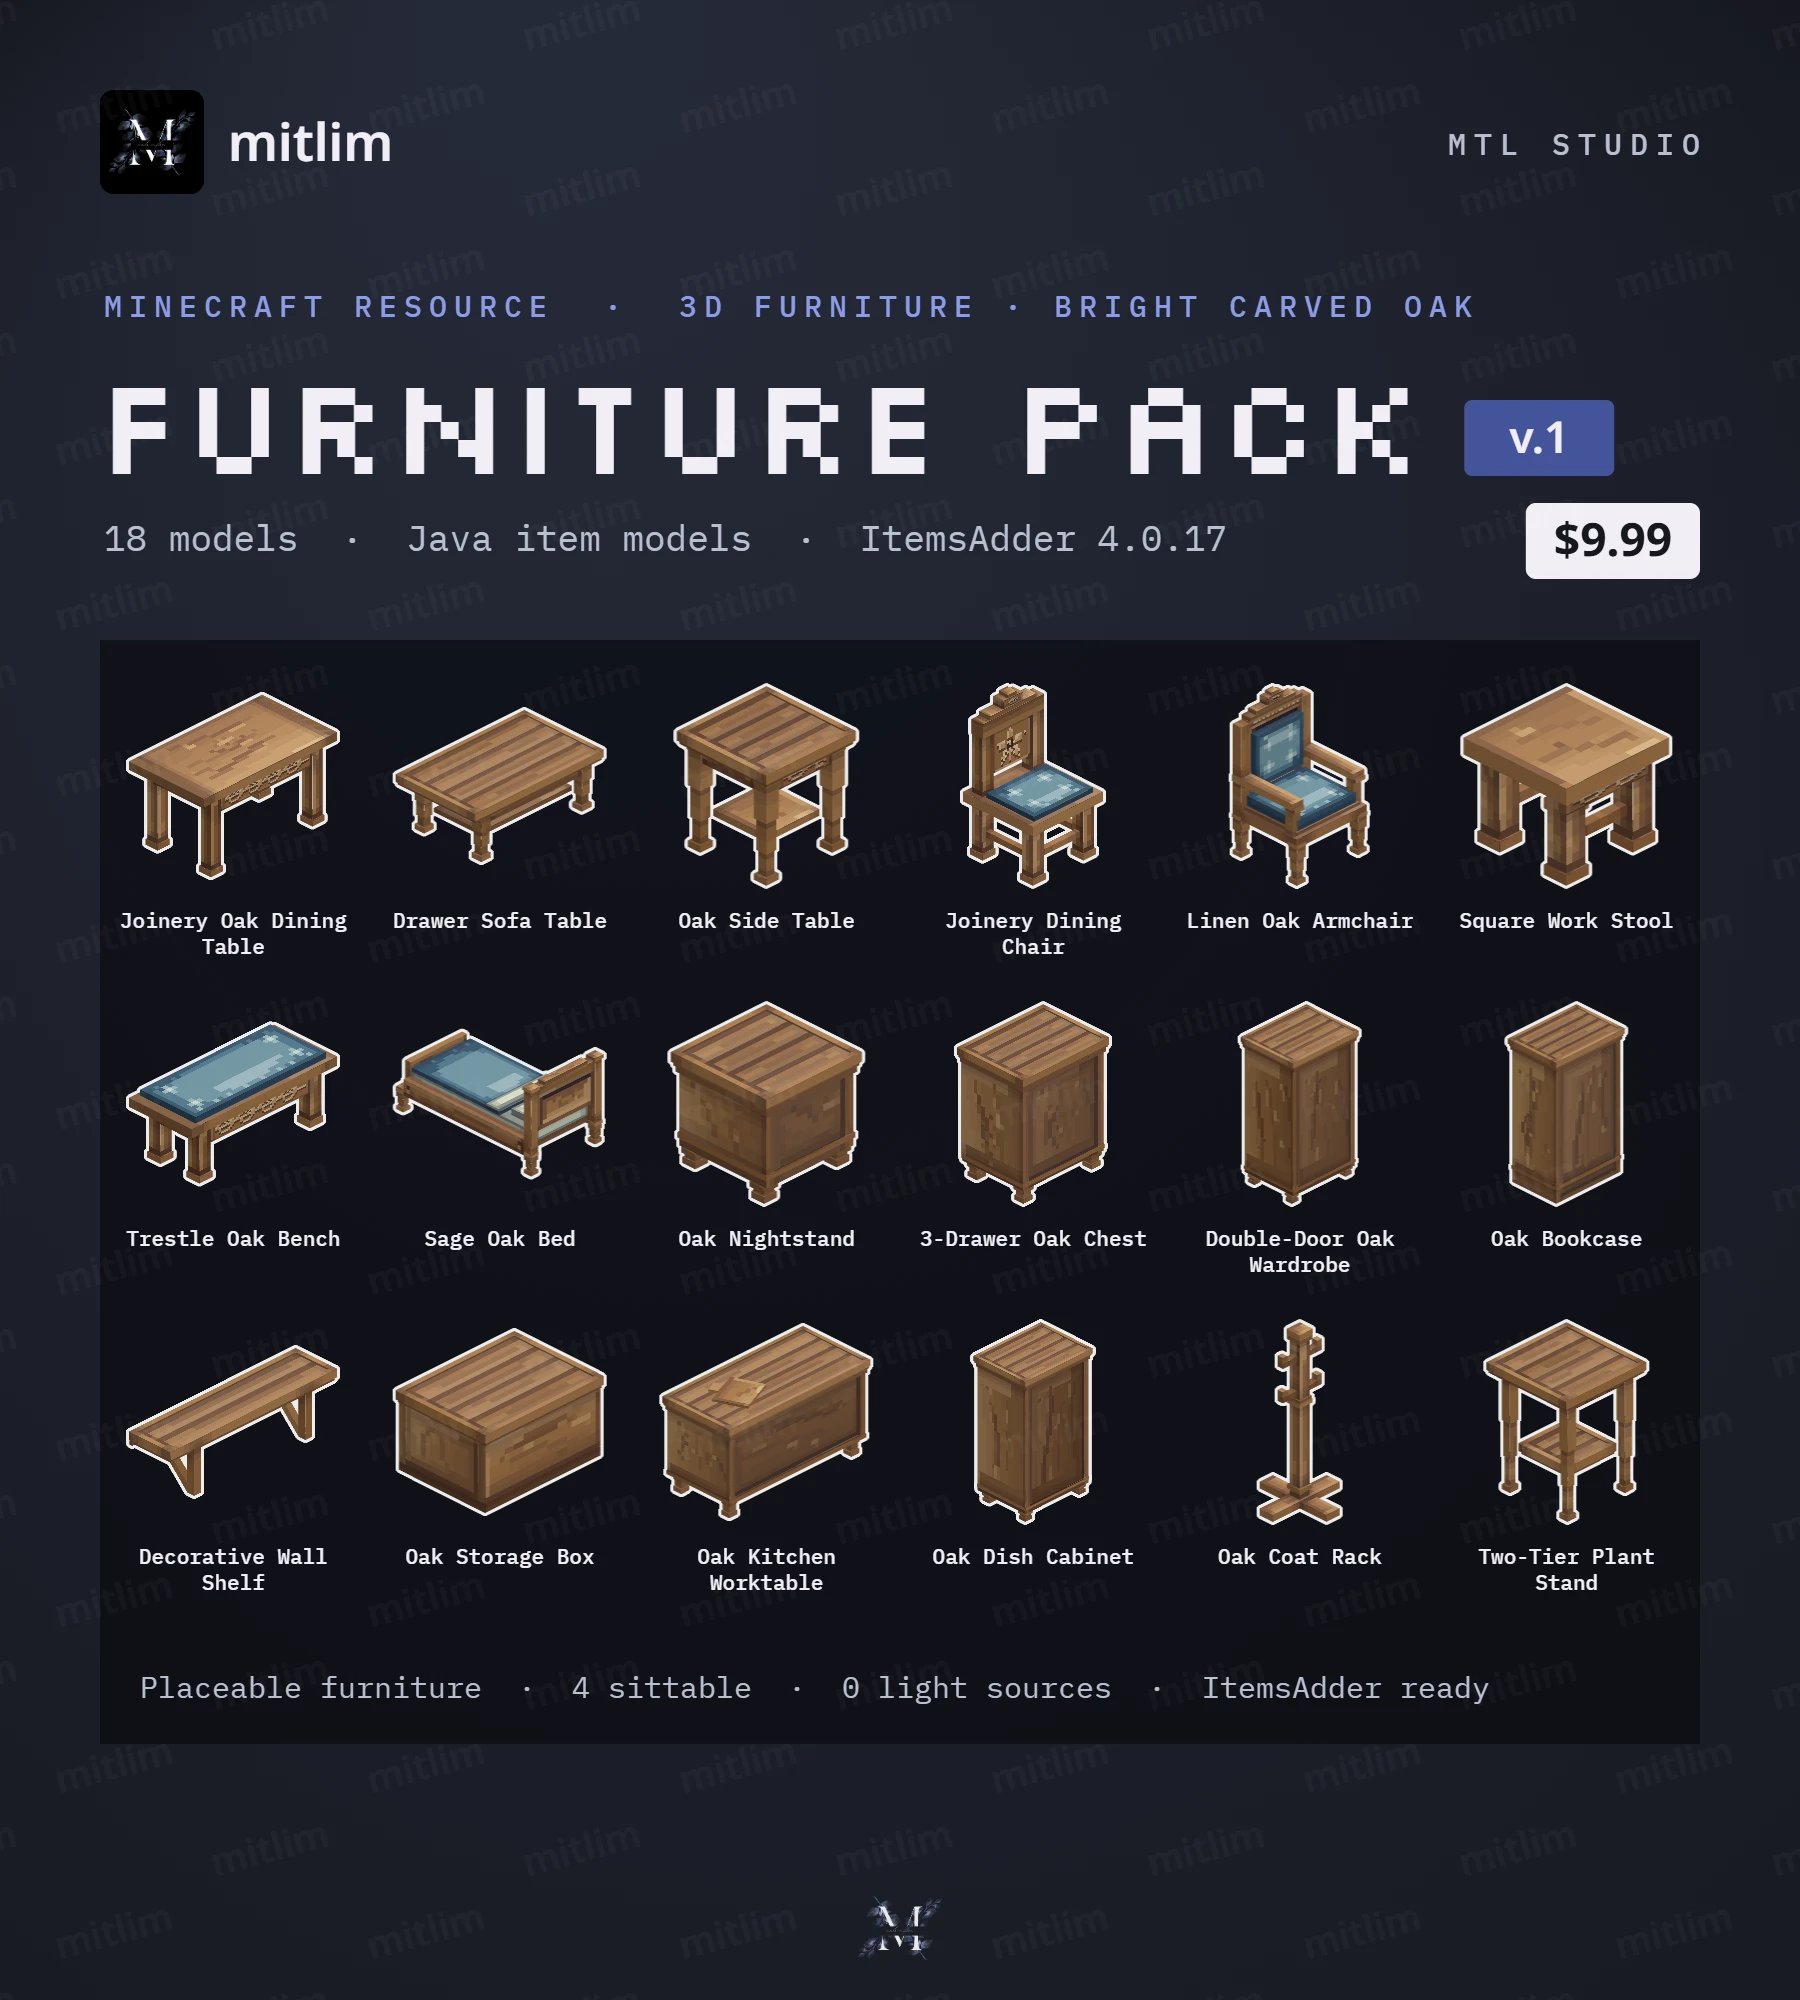 mitlim
MTL STUDIO
MINECRAFT RESOURCE · 3D FURNITURE · BRIGHT CARVED OAK
FURNITURE PACK v.1
18 models · Java item models · ItemsAdder 4.0.17
$9.99
Joinery Oak Dining Table
Drawer Sofa Table
Oak Side Table
Joinery Dining Chair
Linen Oak Armchair
Square Work Stool
Trestle Oak Bench
Sage Oak Bed
Oak Nightstand
3-Drawer Oak Chest
Double-Door Oak Wardrobe
Oak Bookcase
Decorative Wall Shelf
Oak Storage Box
Oak Kitchen Worktable
Oak Dish Cabinet
Oak Coat Rack
Two-Tier Plant Stand
Placeable furniture · 4 sittable · 0 light sources · ItemsAdder ready